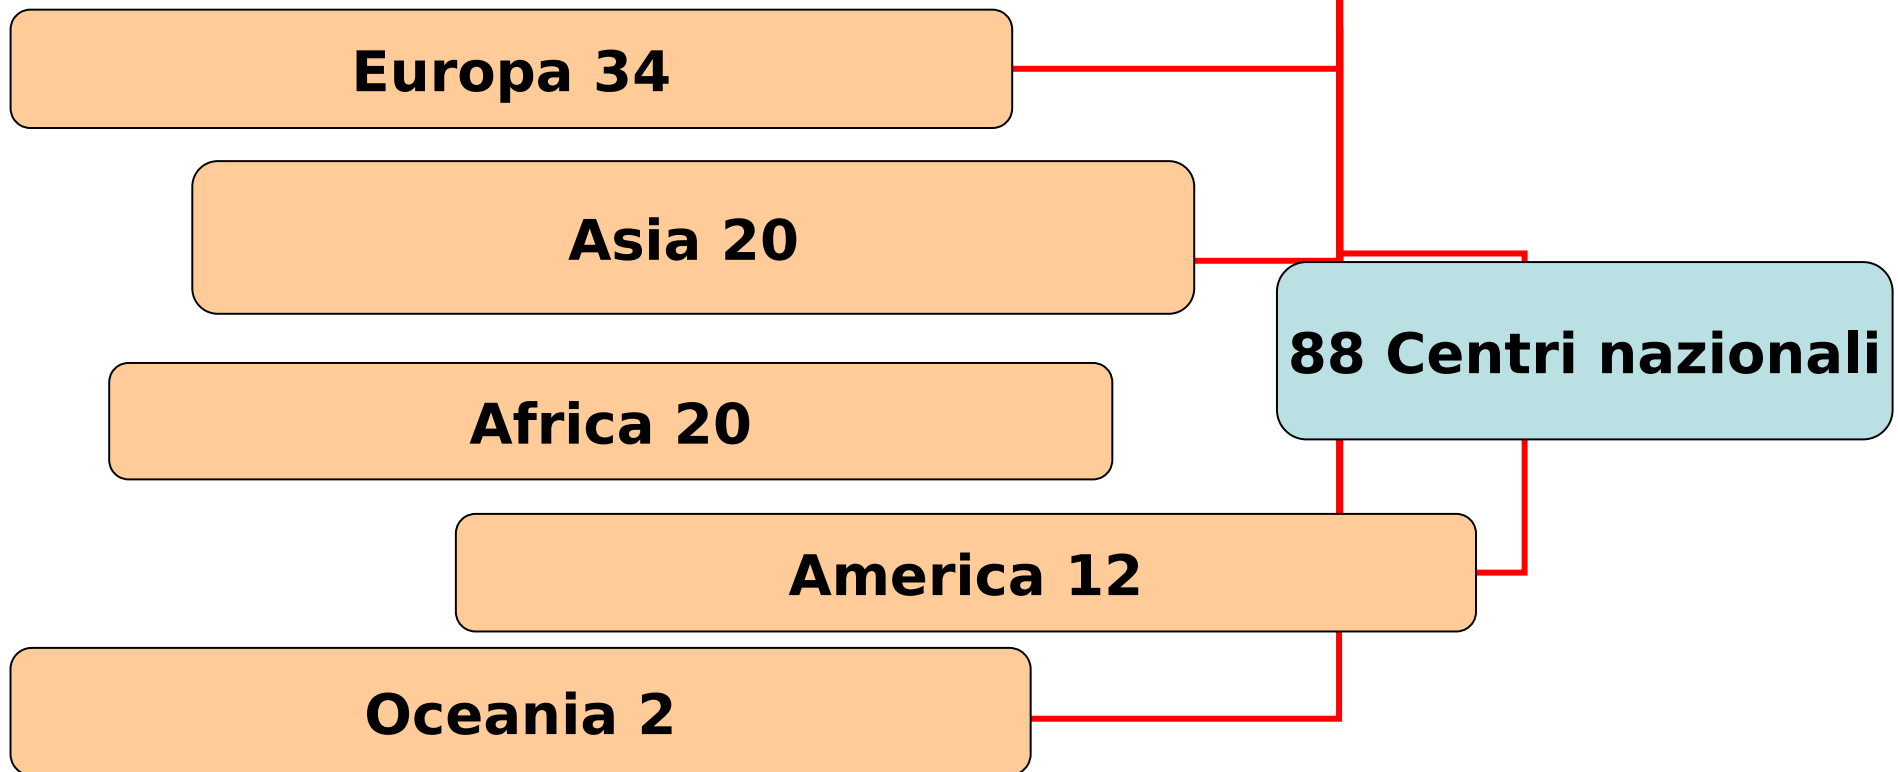 Europa 34
Asia 20
88 Centri nazionali
Africa 20
America 12
Oceania 2